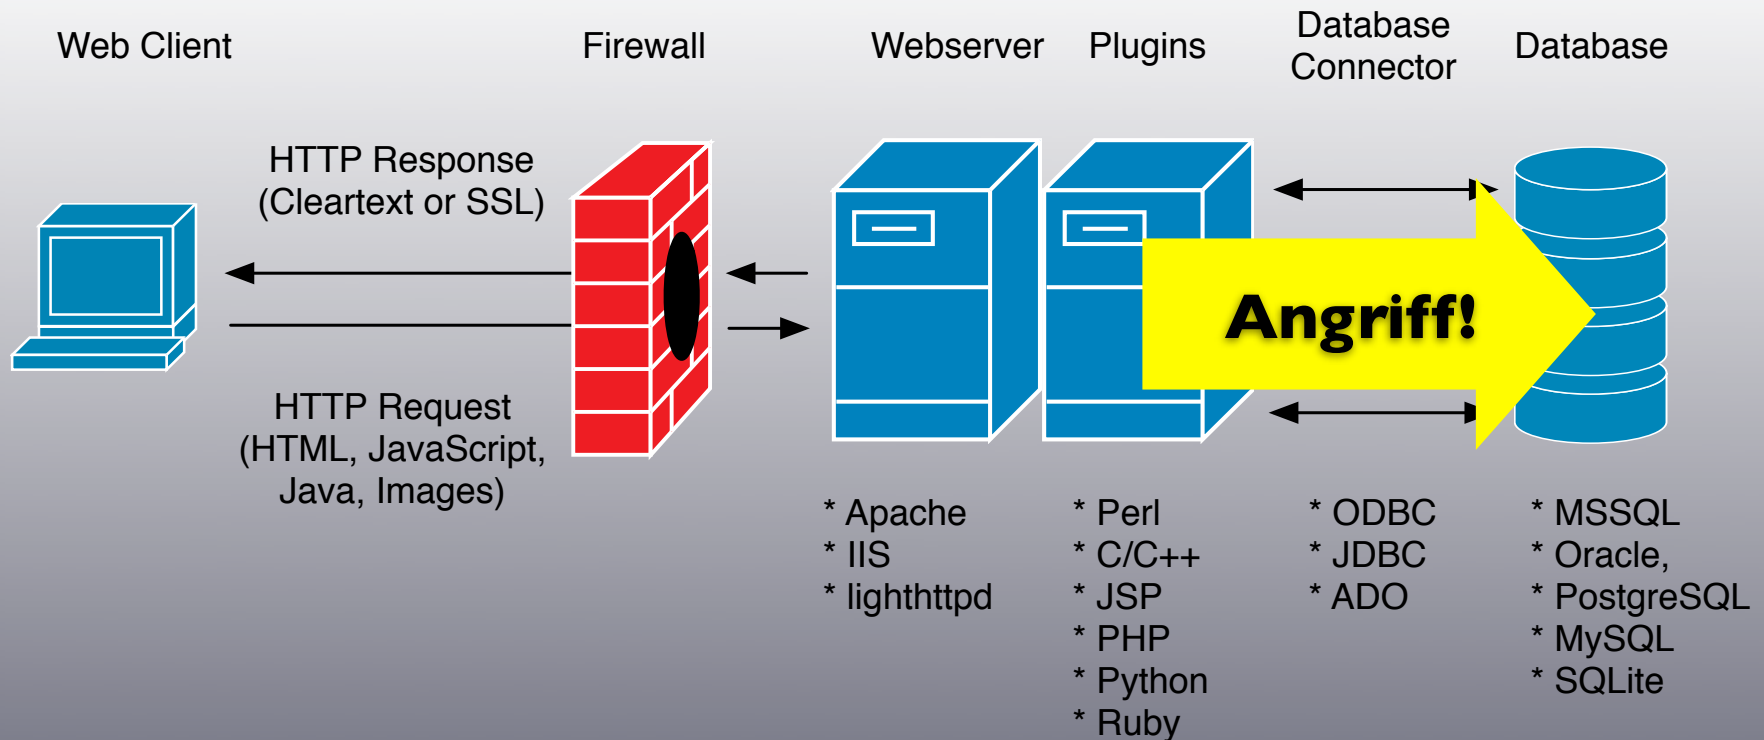 Web Client
Firewall
Webserver
Plugins
Database
Connector
Database
HTTP Response
(Cleartext or SSL)
HTTP Request
(HTML, JavaScript,
Java, Images)
Angriff!
* Apache
* IIS
* lighthttpd
* Perl
* C/C++
* JSP
* PHP
* Python
* Ruby
* ODBC
* JDBC
* ADO
* MSSQL
* Oracle,
* PostgreSQL
* MySQL
* SQLite